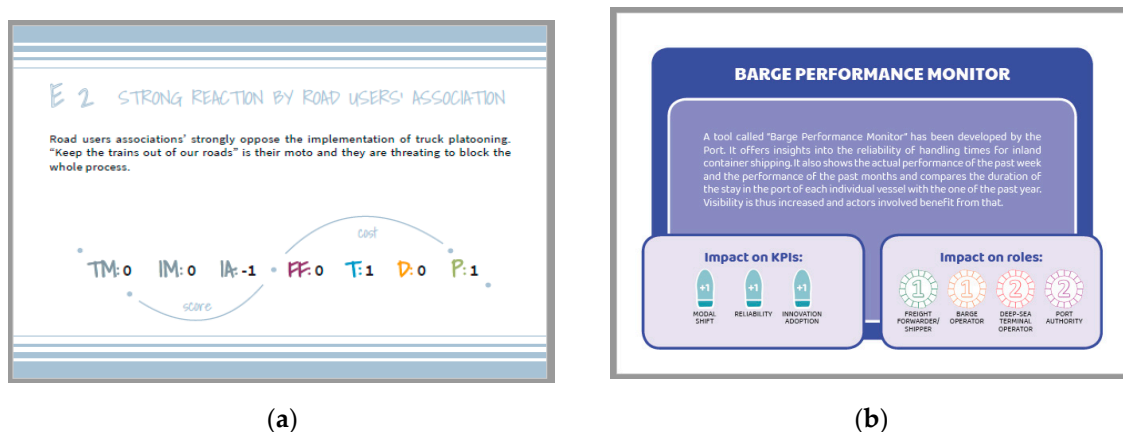 E 2 STRONG REACTION BY ROAD USERS' ASSOCIATION
Road users associations' strongly oppose the implementation of truck platooning.
"Keep the trains out of our roads" is their moto and they are threating to block the
whole process.
cost
TM: 0 IM: 0 IA: -1 FF: 0 T: 1 D: 0 P: 1
score
(a)
BARGE PERFORMANCE MONITOR
A tool called "Barge Performance Monitor" has been developed by the
Port. It offers insights into the reliability of handling times for inland
container shipping. It also shows the actual performance of the past week
and the performance of the past months and compares the duration of
the stay in the port of each individual vessel with the one of the past year.
Visibility is thus increased and actors involved benefit from that.
Impact on KPIs:
+1 +1 +1
MODAL SHIFT
RELIABILITY
INNOVATION ADOPTION
Impact on roles:
1 1 2 2
FREIGHT FORWARDER/ SHIPPER
BARGE OPERATOR
DEEP-SEA TERMINAL OPERATOR
PORT AUTHORITY
(b)